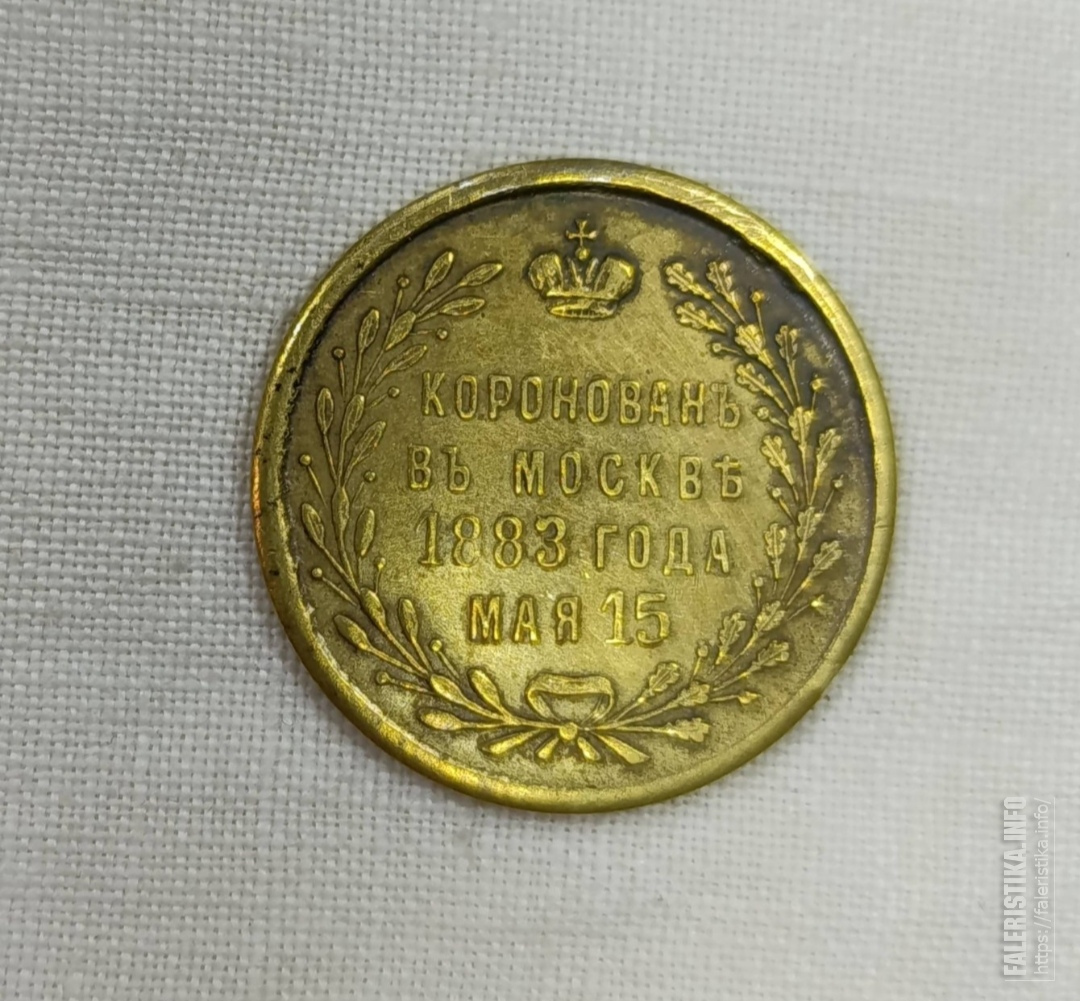 КОРОНОВАНЪ
ВЪ МОСКВѢ
1883 ГОДА
МАЯ 15
FALERISTIKA.INFO
https://faleristika.info/